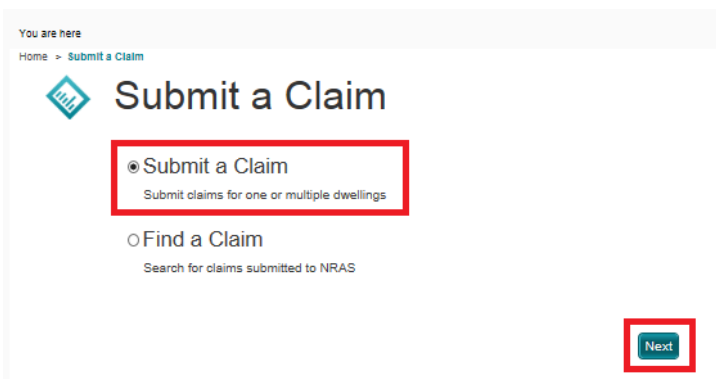 You are here
Home > Submit a Claim
Submit a Claim
Submit a Claim
Submit claims for one or multiple dwellings
Find a Claim
Search for claims submitted to NRAS
Next